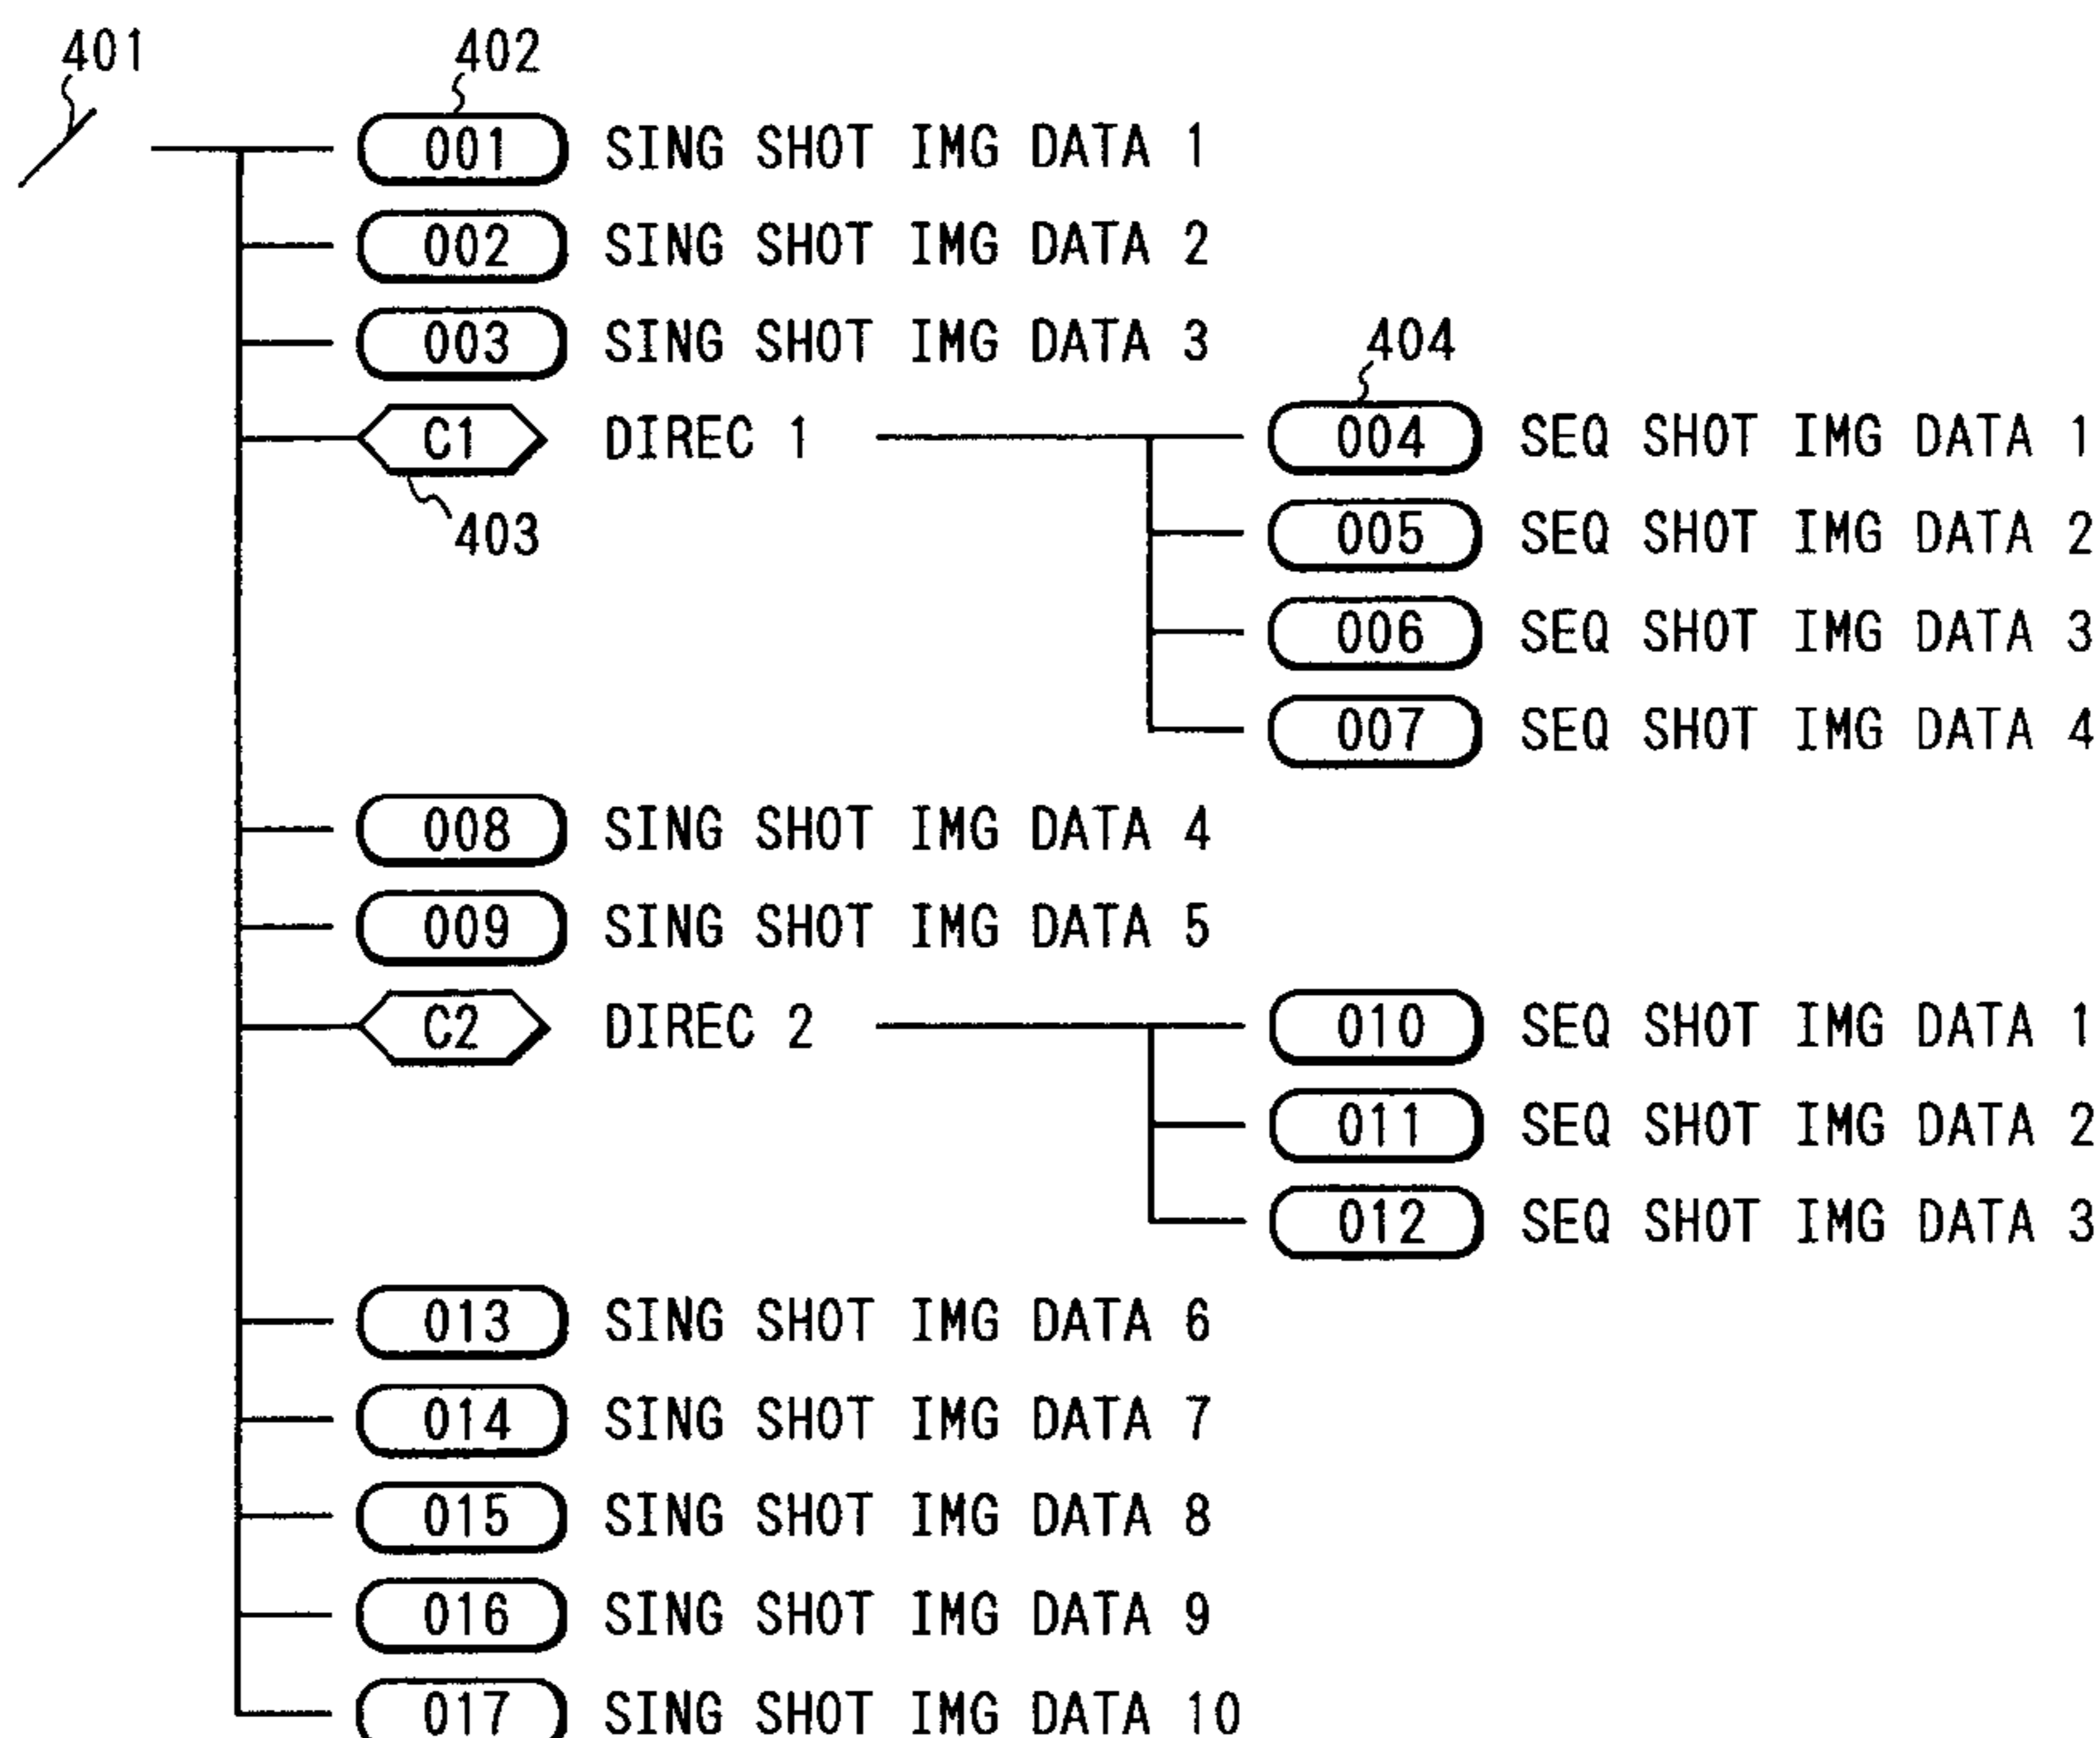 401
402
001 SING SHOT IMG DATA 1
002 SING SHOT IMG DATA 2
003 SING SHOT IMG DATA 3
404
C1 DIREC 1 004 SEQ SHOT IMG DATA 1
403
005 SEQ SHOT IMG DATA 2
006 SEQ SHOT IMG DATA 3
007 SEQ SHOT IMG DATA 4
008 SING SHOT IMG DATA 4
009 SING SHOT IMG DATA 5
C2 DIREC 2 010 SEQ SHOT IMG DATA 1
011 SEQ SHOT IMG DATA 2
012 SEQ SHOT IMG DATA 3
013 SING SHOT IMG DATA 6
014 SING SHOT IMG DATA 7
015 SING SHOT IMG DATA 8
016 SING SHOT IMG DATA 9
017 SING SHOT IMG DATA 10